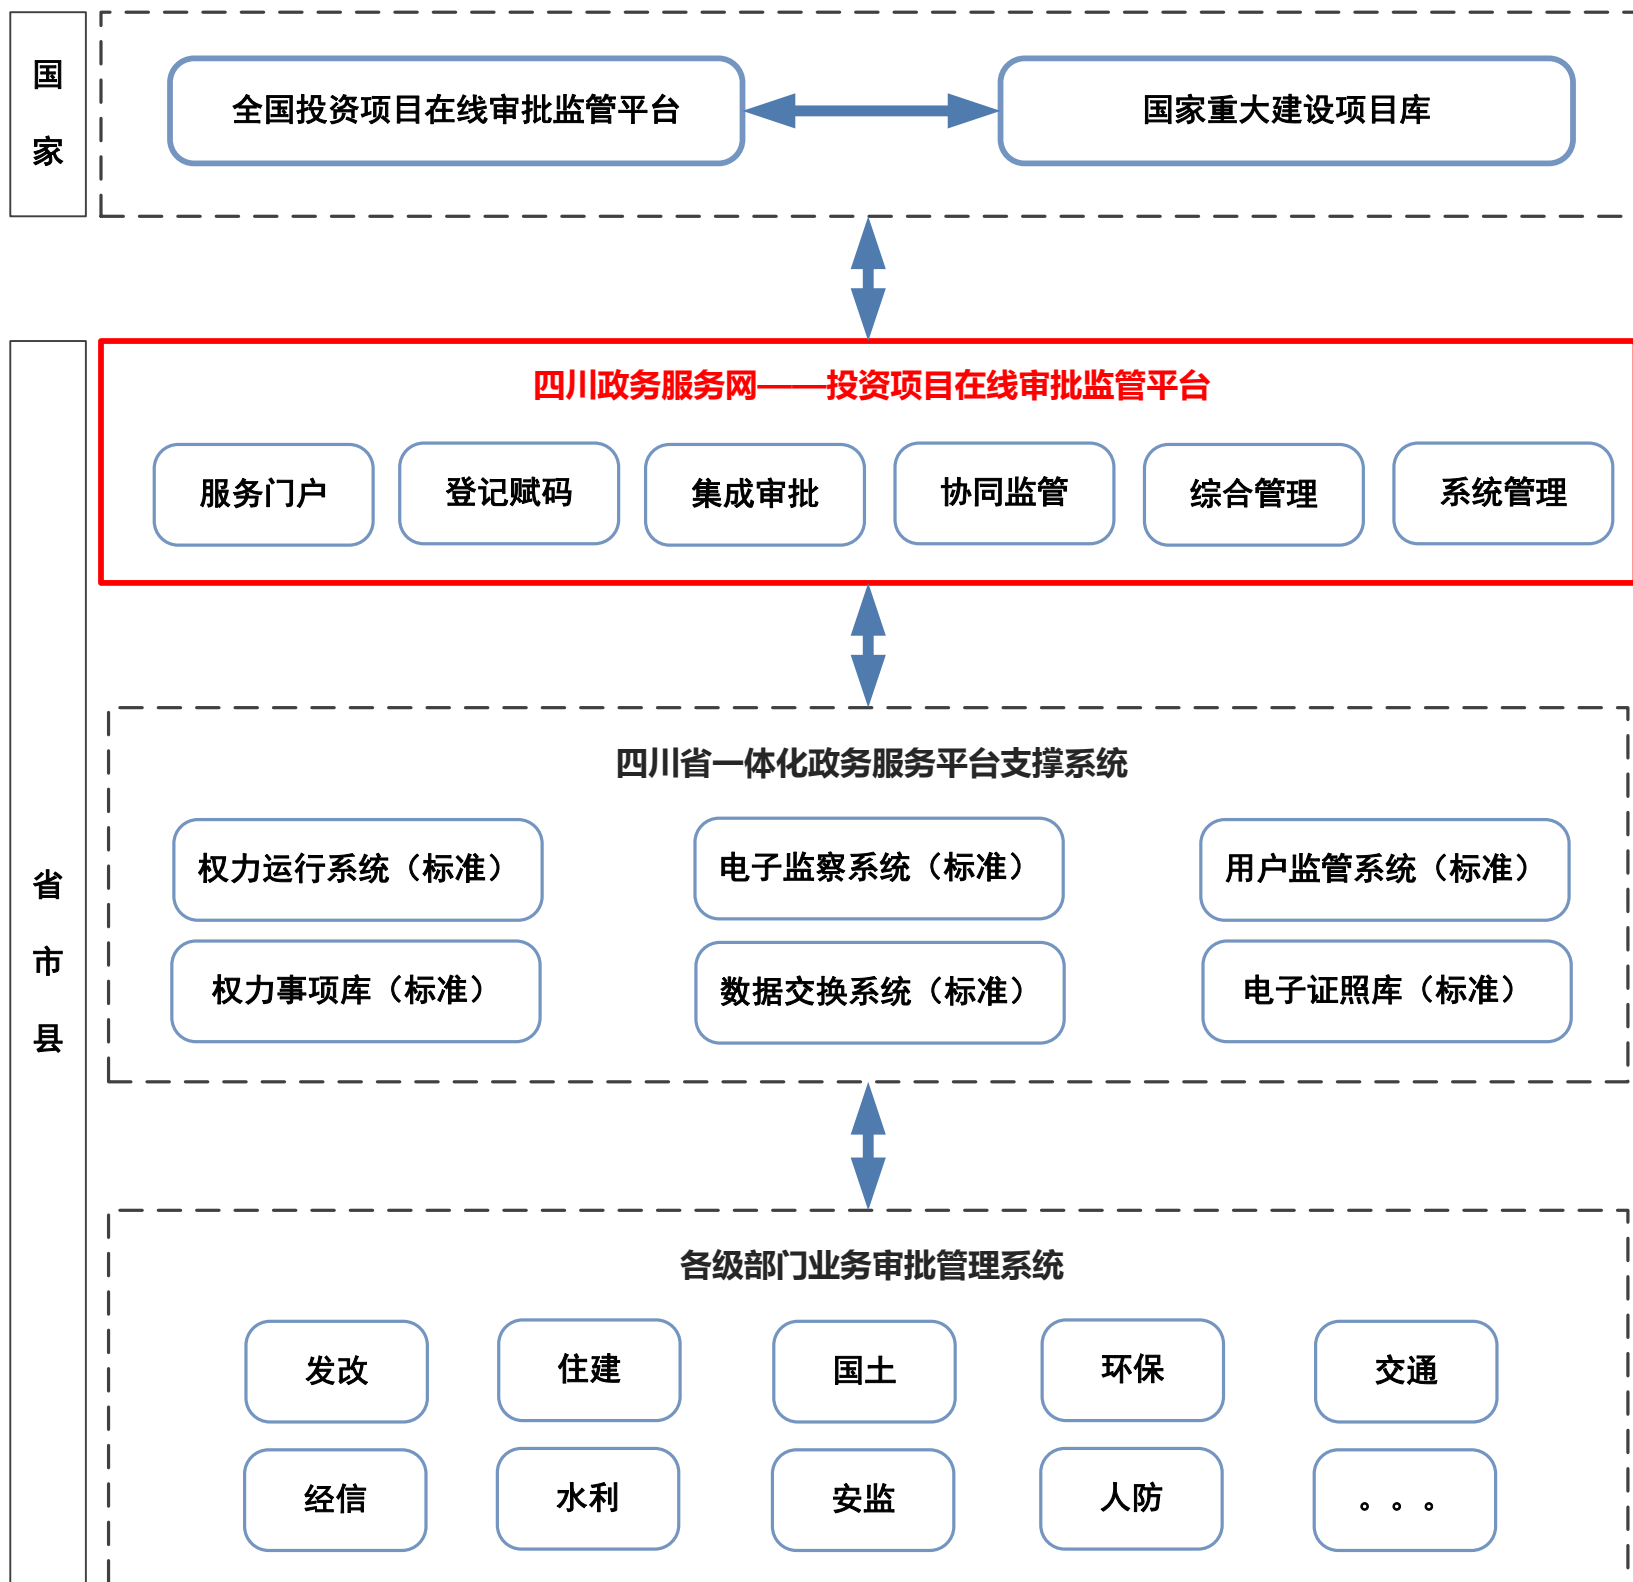 国
家
全国投资项目在线审批监管平台
国家重大建设项目库
省
市
县
四川政务服务网——投资项目在线审批监管平台
服务门户
登记赋码
集成审批
协同监管
综合管理
系统管理
四川省一体化政务服务平台支撑系统
权力运行系统（标准）
电子监察系统（标准）
用户监管系统（标准）
权力事项库（标准）
数据交换系统（标准）
电子证照库（标准）
各级部门业务审批管理系统
发改
住建
国土
环保
交通
经信
水利
安监
人防
。。。